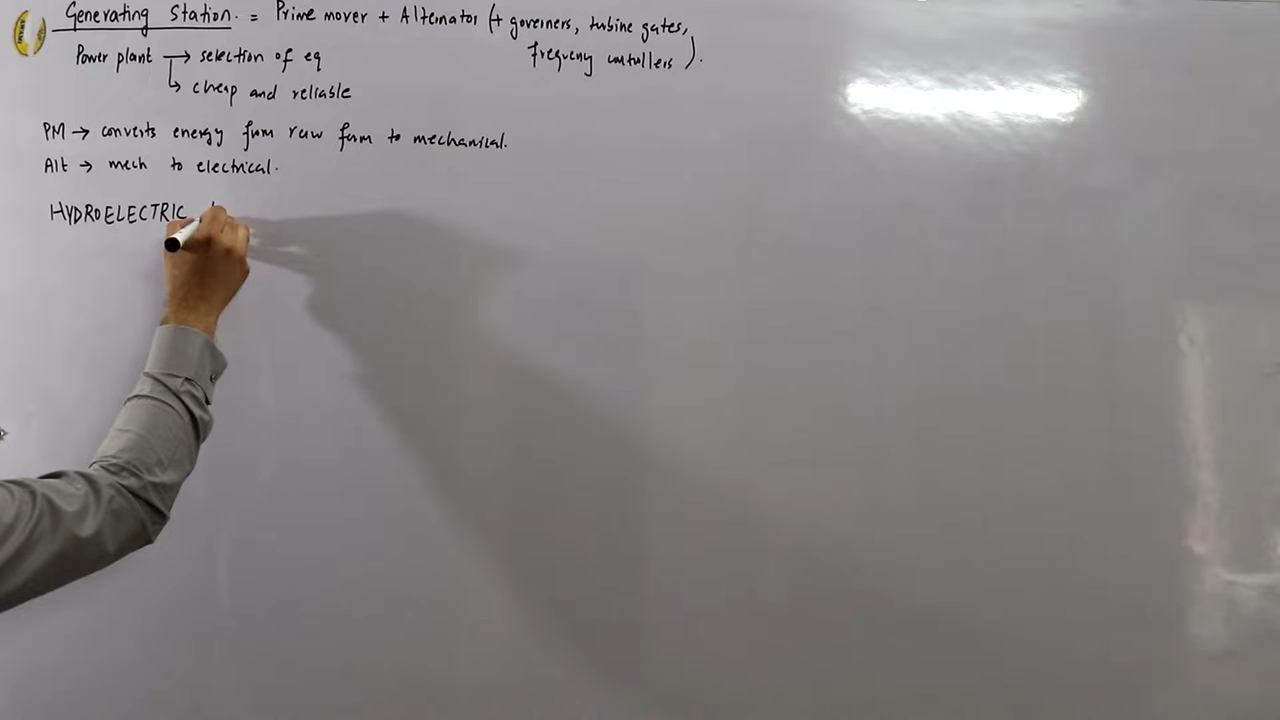 Generating Station. = Prime mover + Alternator (+ governers, turbine gates, frequency controllers).
Power plant → selection of eq
↳ cheap and reliable
PM → converts energy from raw form to mechanical.
Alt → mech to electrical.
HYDROELECTRIC